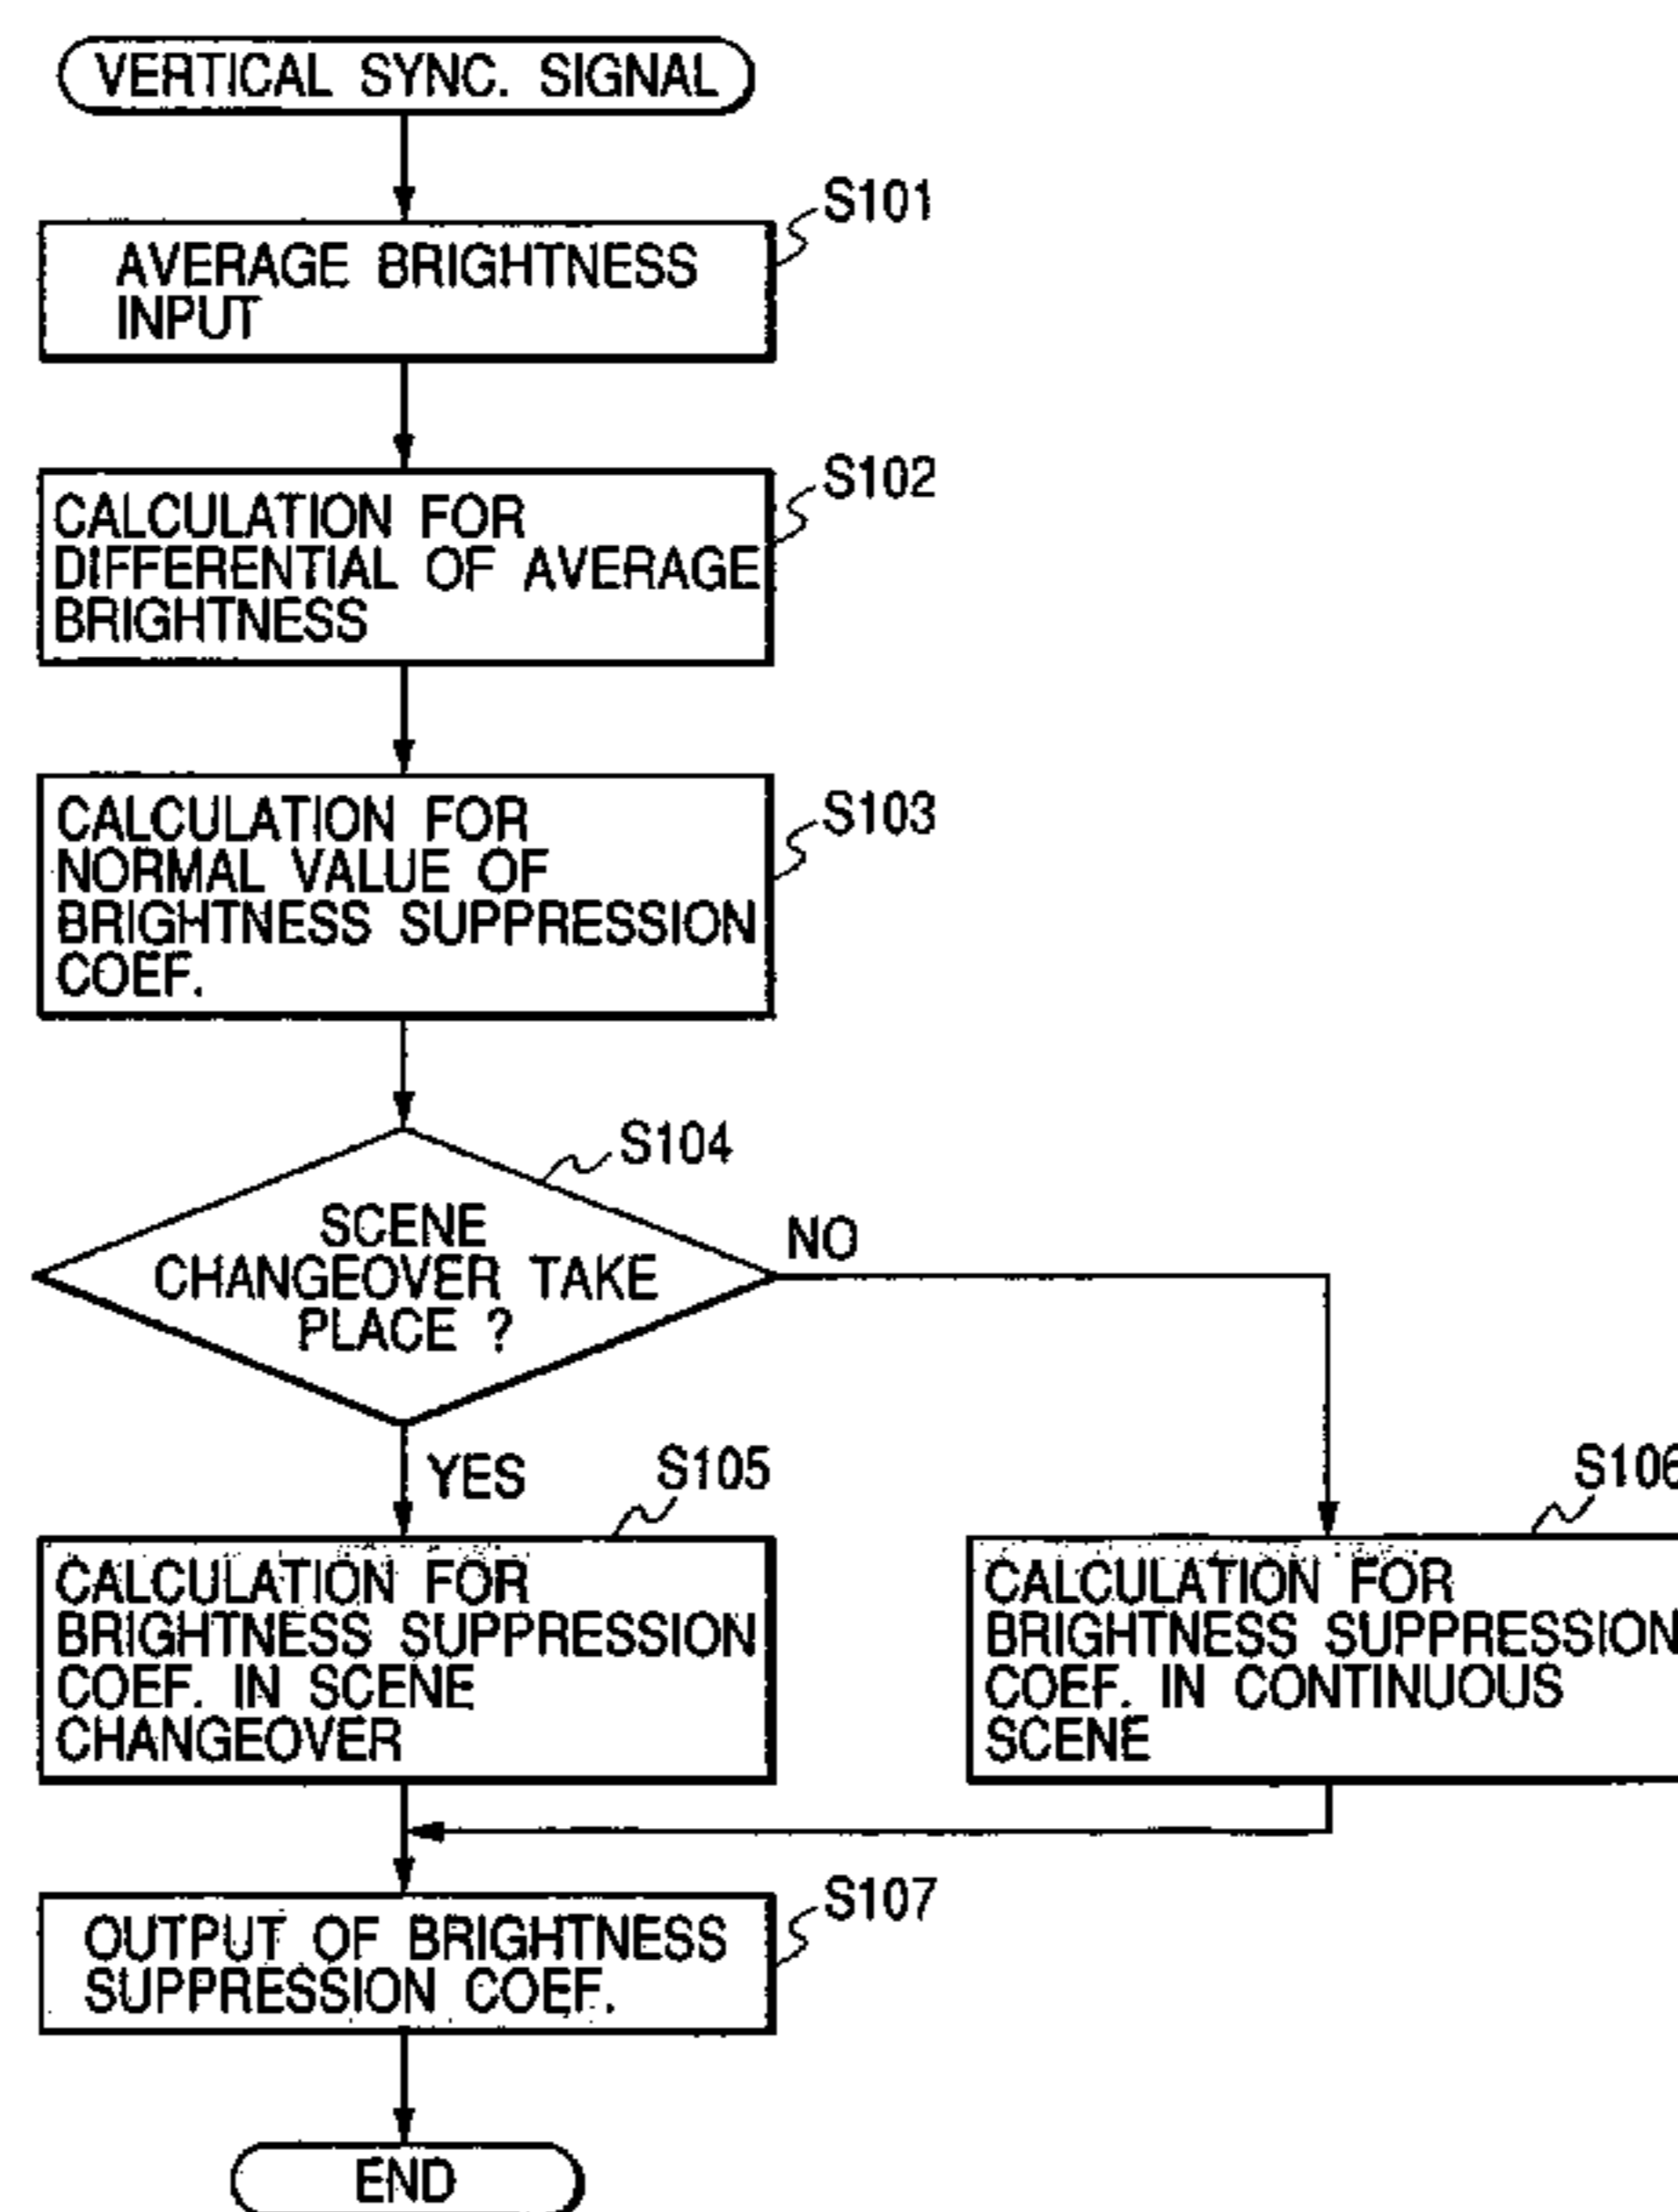 VERTICAL SYNC. SIGNAL
S101
AVERAGE BRIGHTNESS
INPUT
S102
CALCULATION FOR
DIFFERENTIAL OF AVERAGE
BRIGHTNESS
S103
CALCULATION FOR
NORMAL VALUE OF
BRIGHTNESS SUPPRESSION
COEF.
S104
SCENE
CHANGEOVER TAKE
PLACE ?
NO
YES
S105
CALCULATION FOR
BRIGHTNESS SUPPRESSION
COEF. IN SCENE
CHANGEOVER
S106
CALCULATION FOR
BRIGHTNESS SUPPRESSION
COEF. IN CONTINUOUS
SCENE
S107
OUTPUT OF BRIGHTNESS
SUPPRESSION COEF.
END